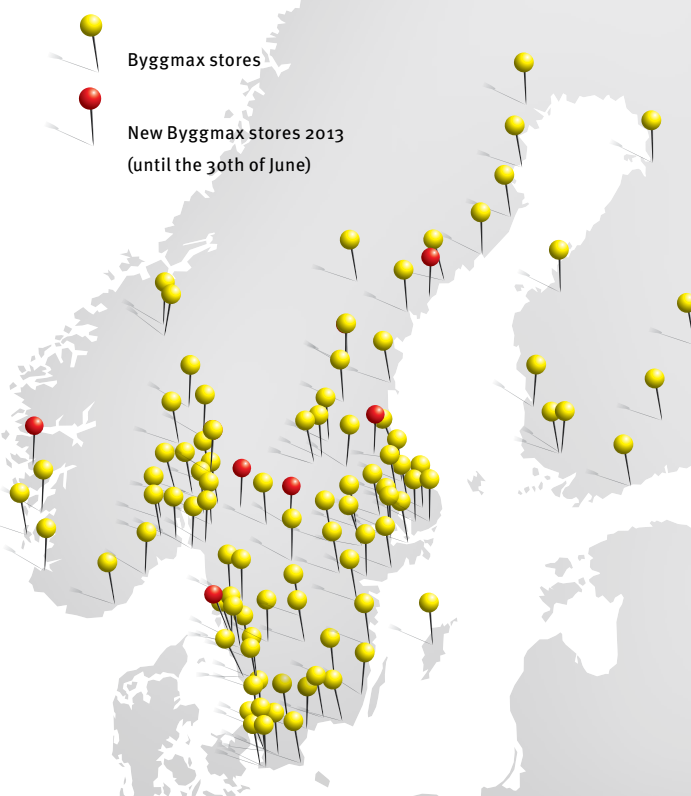 Byggmax stores
New Byggmax stores 2013
(until the 30th of June)